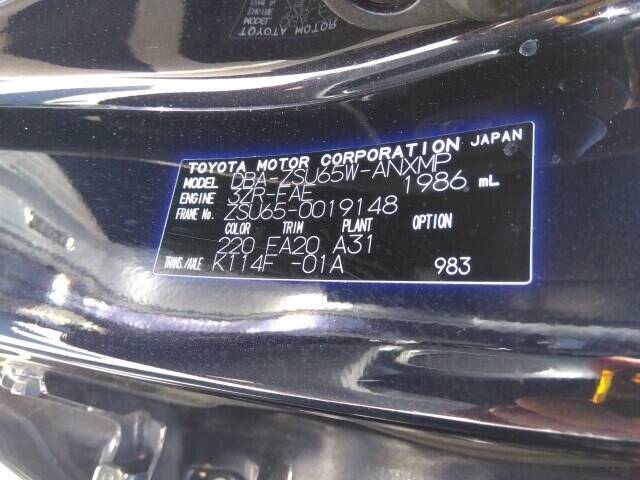 TOYOTA MOTOR CORPORATION JAPAN
MODEL DBA-ZSU65W-ANXMP
ENGINE 3ZR-FAE 1986 mL
FRAME No. ZSU65-0019148
COLOR TRIM PLANT OPTION
220 EA20 A31
TRANS./AXLE K114F -01A 983